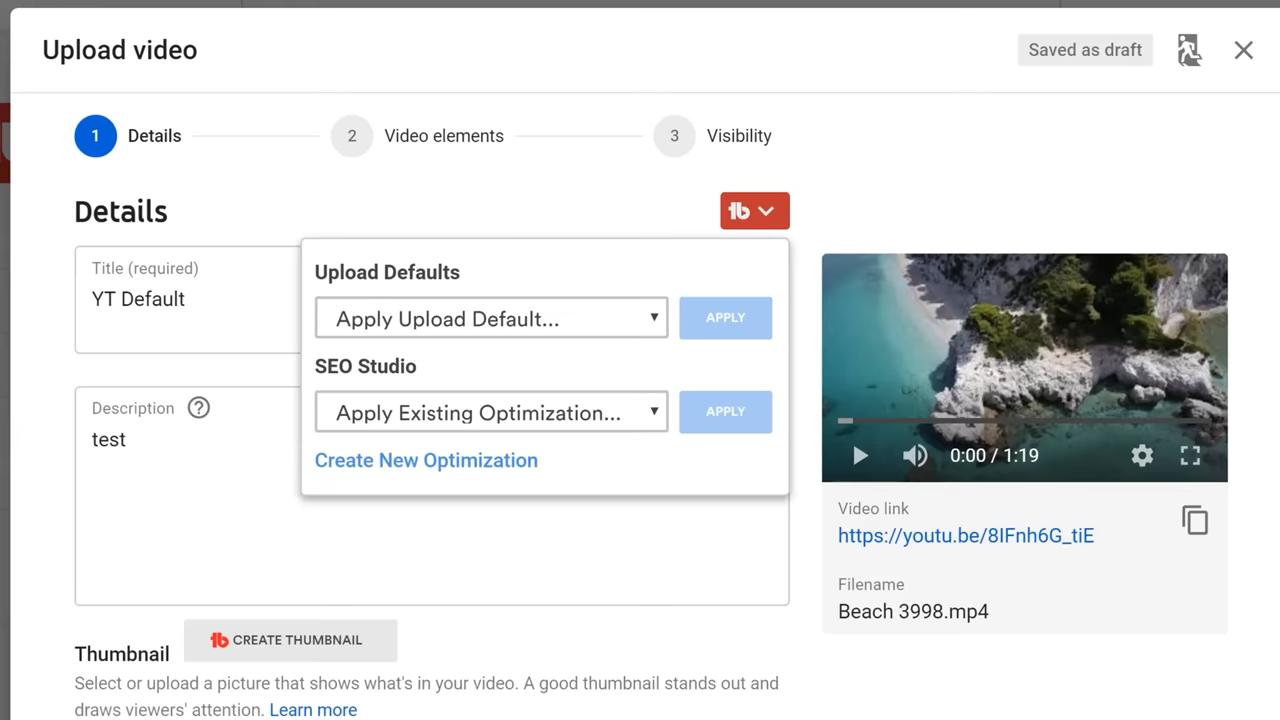 Upload video
Saved as draft
1 Details
2 Video elements
3 Visibility
Details
tb
Title (required)
YT Default
Upload Defaults
Apply Upload Default...
APPLY
SEO Studio
Apply Existing Optimization...
APPLY
Create New Optimization
Description ?
test
0:00 / 1:19
Video link
https://youtu.be/8IFnh6G_tiE
Filename
Beach 3998.mp4
Thumbnail
tb CREATE THUMBNAIL
Select or upload a picture that shows what's in your video. A good thumbnail stands out and
draws viewers' attention. Learn more